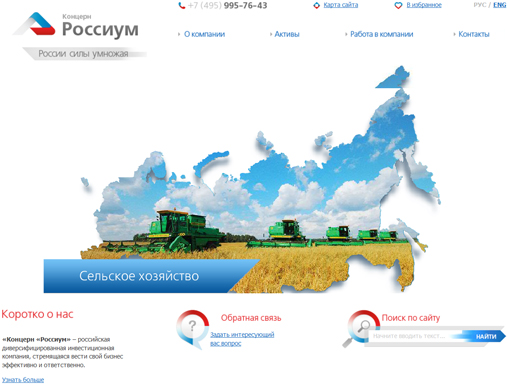 Концерн
Россиум
России силы умножая
+7 (495) 995-76-43
Карта сайта
В избранное
РУС / ENG
О компании
Активы
Работа в компании
Контакты
Сельское хозяйство
Коротко о нас
«Концерн «Россиум» – российская
диверсифицированная инвестиционная
компания, стремящаяся вести свой бизнес
эффективно и ответственно.
Узнать больше
Обратная связь
Задать интересующий
вас вопрос
Поиск по сайту
Введите текст...
НАЙТИ